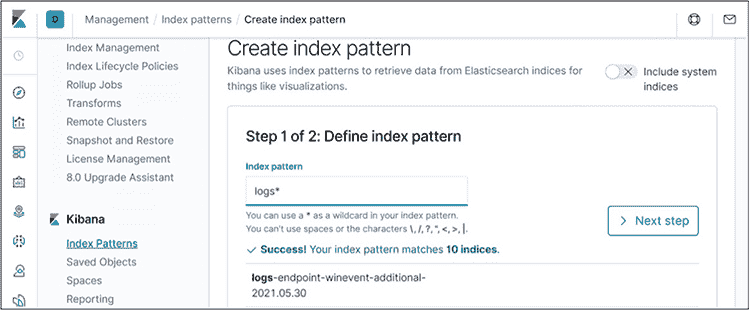 D
Management / Index patterns / Create index pattern
Index Management
Index Lifecycle Policies
Rollup Jobs
Transforms
Remote Clusters
Snapshot and Restore
License Management
8.0 Upgrade Assistant
Kibana
Index Patterns
Saved Objects
Spaces
Reporting
Create index pattern
Kibana uses index patterns to retrieve data from Elasticsearch indices for
things like visualizations.
Include system
indices
Step 1 of 2: Define index pattern
Index pattern
logs*
You can use a * as a wildcard in your index pattern.
You can't use spaces or the characters \, /, ?, ", <, >, |.
Next step
Success! Your index pattern matches 10 indices.
logs-endpoint-winevent-additional-
2021.05.30